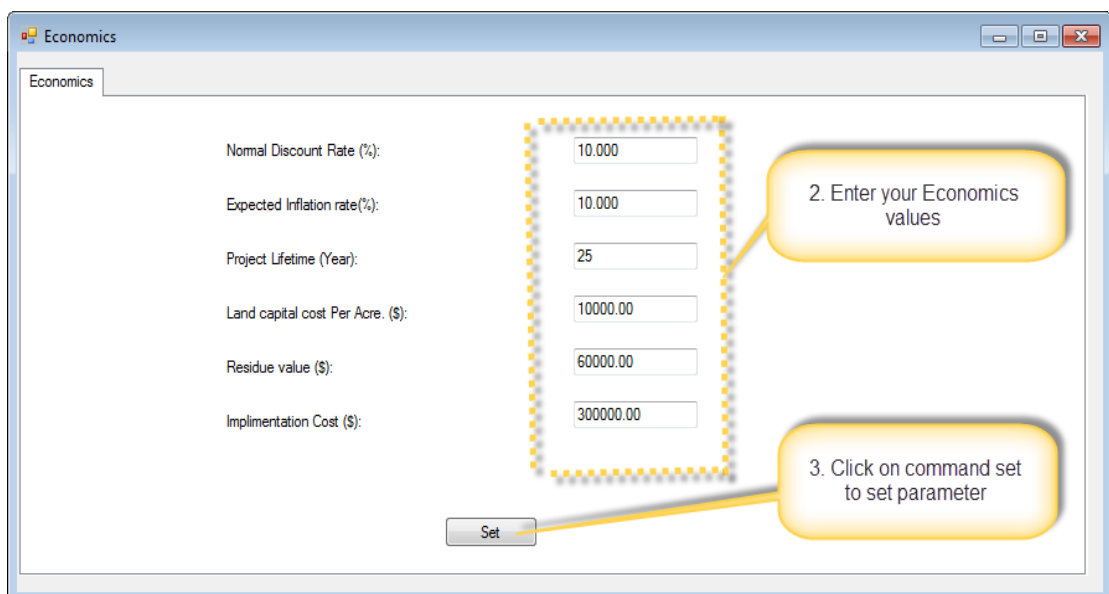 Economics
Economics
Normal Discount Rate (%):
10.000
Expected Inflation rate(%):
10.000
Project Lifetime (Year):
25
Land capital cost Per Acre. ($):
10000.00
Residue value ($):
60000.00
Implimentation Cost ($):
300000.00
2. Enter your Economics
values
3. Click on command set
to set parameter
Set